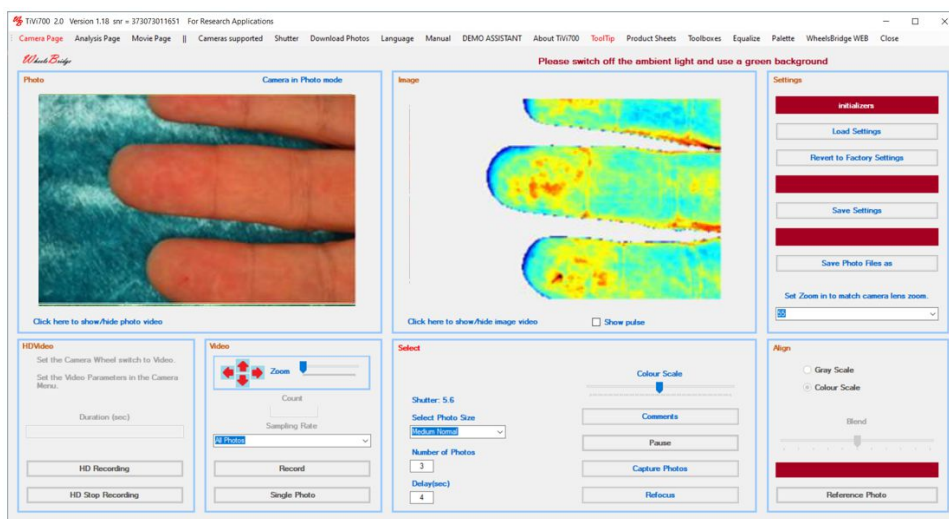 TiVi700 2.0 Version 1.18 snr = 373073011651 For Research Applications
Camera Page Analysis Page Movie Page || Cameras supported Shutter Download Photos Language Manual DEMO ASSISTANT About TiVi700 ToolTip Product Sheets Toolboxes Equalize Palette WheelsBridge WEB Close
WheelsBridge
Please switch off the ambient light and use a green background
Photo
Camera in Photo mode
Click here to show/hide photo video
Image
Click here to show/hide image video
Show pulse
Settings
initializers
Load Settings
Revert to Factory Settings
Save Settings
Save Photo Files as
Set Zoom in to match camera lens zoom.
55
HDVideo
Set the Camera Wheel switch to Video.
Set the Video Parameters in the Camera
Menu.
Duration (sec)
HD Recording
HD Stop Recording
Video
Zoom
Count
Sampling Rate
All Photos
Record
Single Photo
Select
Shutter: 5.6
Select Photo Size
Medium Normal
Number of Photos
3
Delay(sec)
4
Colour Scale
Comments
Pause
Capture Photos
Refocus
Align
Gray Scale
Colour Scale
Blend
Reference Photo